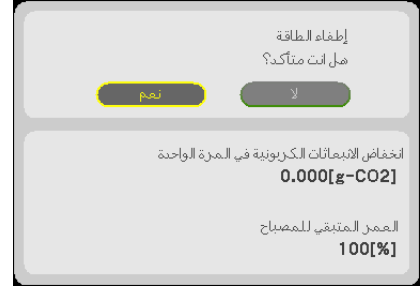 إطفاء الطاقة
هل انت متأكد؟
لا
نعم
انخفاض الانبعاثات الكربونية في المرة الواحدة
0.000[g-CO2]
العمر المتبقي للمصباح
100[%]